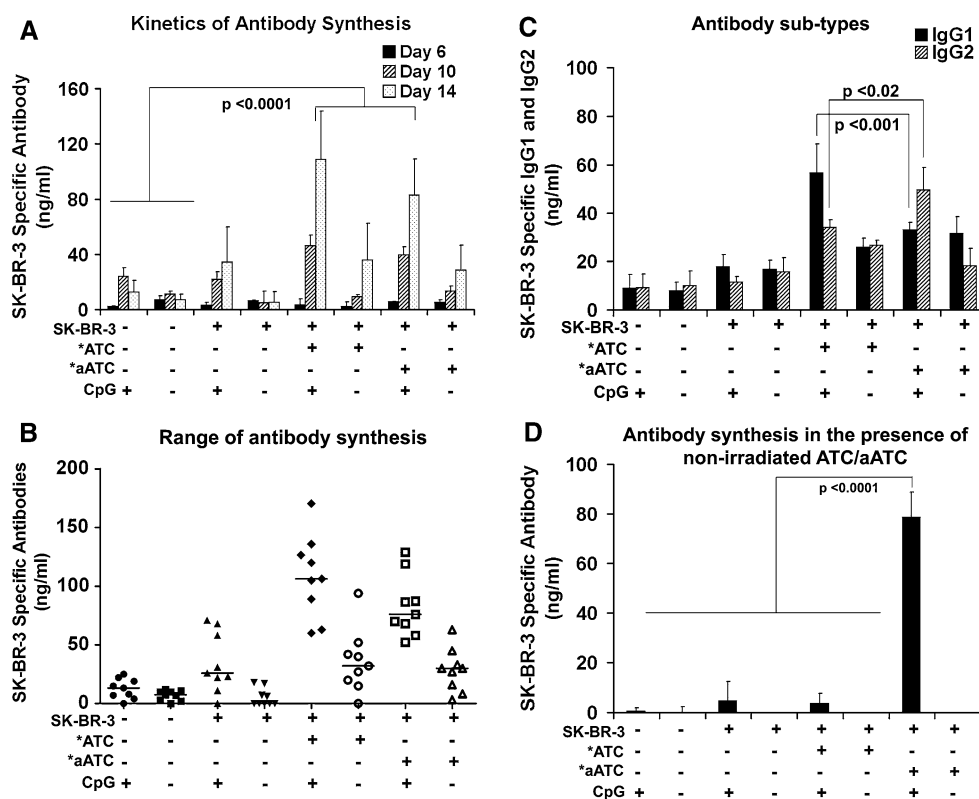 A
Kinetics of Antibody Synthesis
Day 6
Day 10
Day 14
SK-BR-3 Specific Antibody
(ng/ml)
160
120
80
40
0
p <0.0001
SK-BR-3 - - + + + + + +
*ATC - - - - + + - -
*aATC - - - - - - + +
CpG + - + - + - + -
B
Range of antibody synthesis
SK-BR-3 Specific Antibodies
(ng/ml)
200
150
100
50
0
SK-BR-3 - - + + + + + +
*ATC - - - - + + - -
*aATC - - - - - - + +
CpG + - + - + - + -
C
Antibody sub-types
IgG1
IgG2
SK-BR-3 Specific IgG1 and IgG2
(ng/ml)
100
80
60
40
20
0
p <0.02
p <0.001
SK-BR-3 - - + + + + + +
*ATC - - - - + + - -
*aATC - - - - - - + +
CpG + - + - + - + -
D
Antibody synthesis in the presence of
non-irradiated ATC/aATC
SK-BR-3 Specific Antibody
(ng/ml)
100
80
60
40
20
0
p <0.0001
SK-BR-3 - - + + + + + +
*ATC - - - - + + - -
*aATC - - - - - - + +
CpG + - + - + - + -